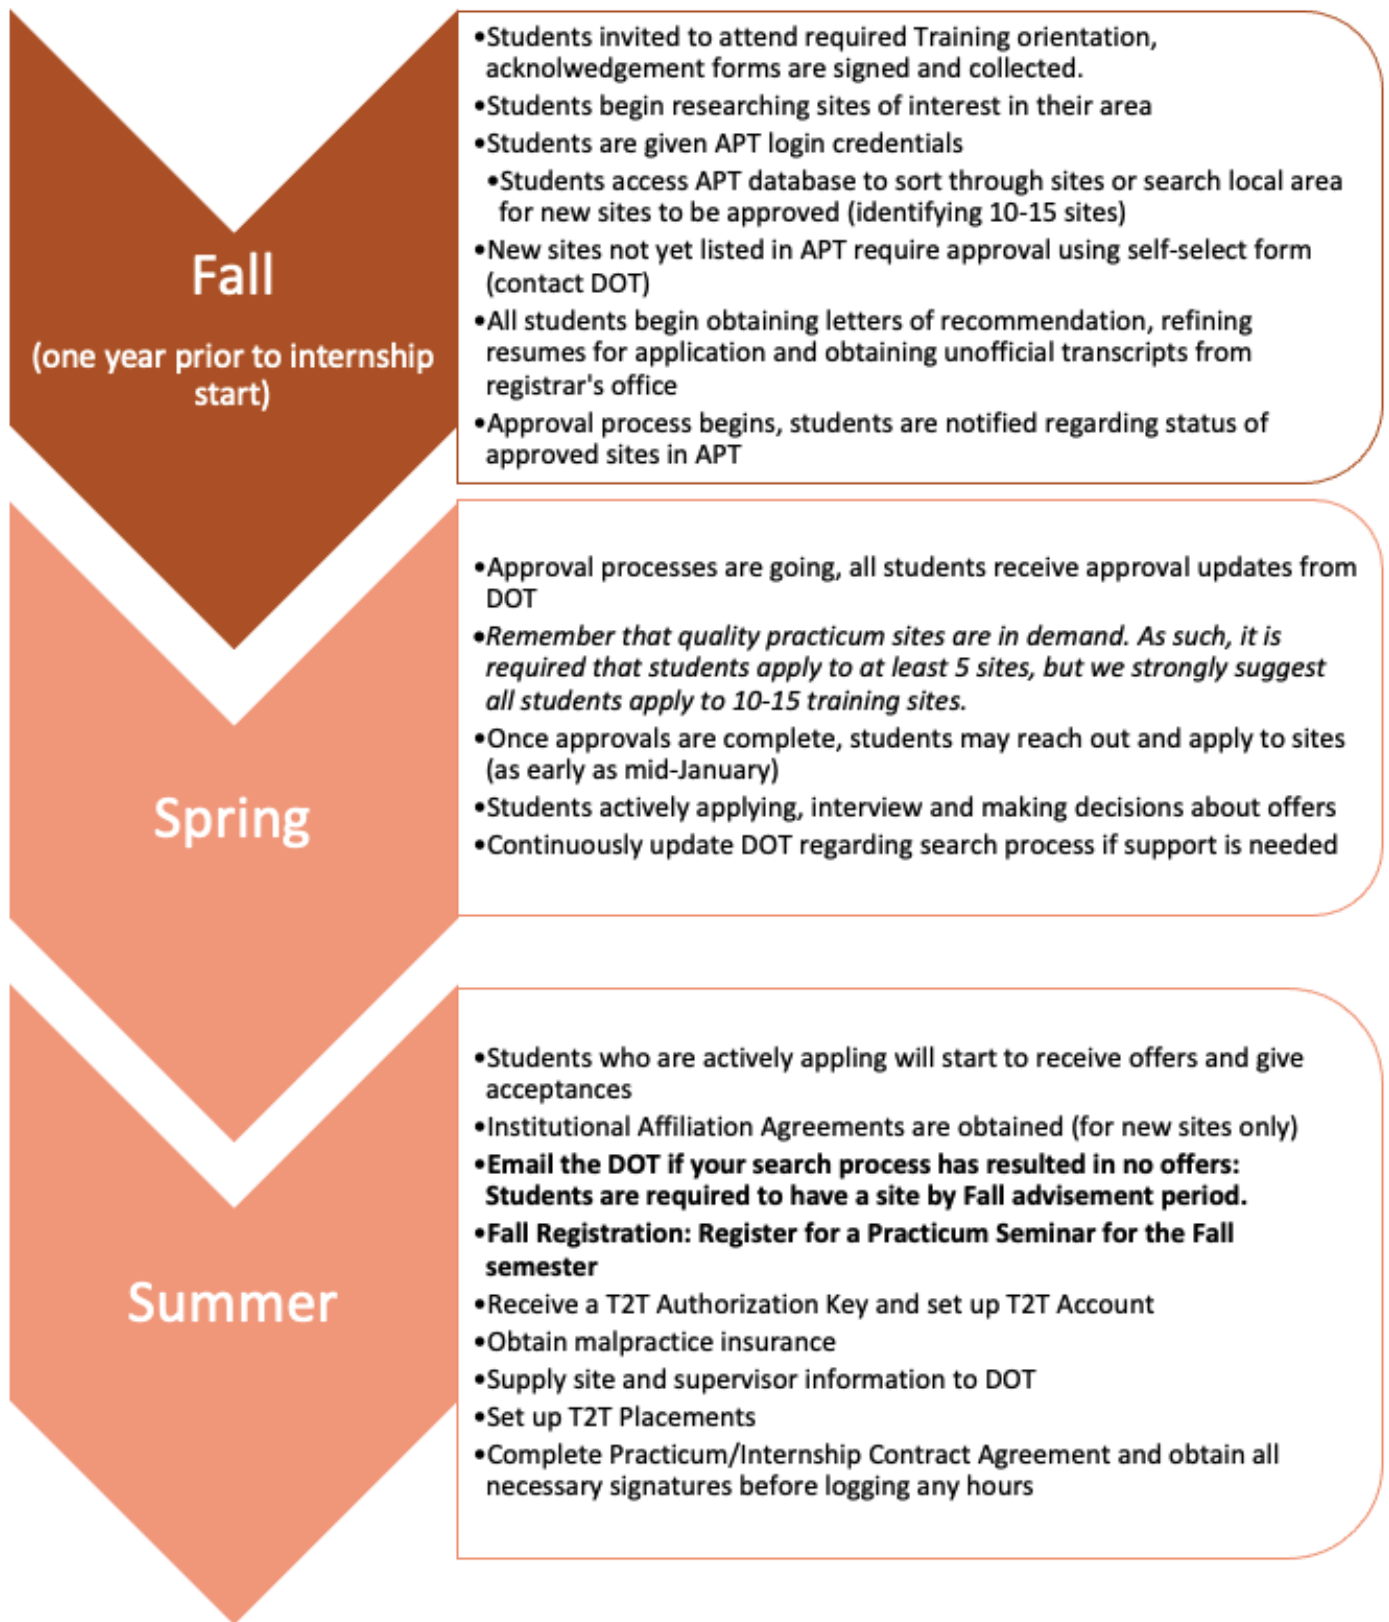 Fall
(one year prior to internship
start)
•Students invited to attend required Training orientation,
acknolwedgement forms are signed and collected.
•Students begin researching sites of interest in their area
•Students are given APT login credentials
•Students access APT database to sort through sites or search local area
for new sites to be approved (identifying 10-15 sites)
•New sites not yet listed in APT require approval using self-select form
(contact DOT)
•All students begin obtaining letters of recommendation, refining
resumes for application and obtaining unofficial transcripts from
registrar's office
•Approval process begins, students are notified regarding status of
approved sites in APT
Spring
•Approval processes are going, all students receive approval updates from
DOT
•Remember that quality practicum sites are in demand. As such, it is
required that students apply to at least 5 sites, but we strongly suggest
all students apply to 10-15 training sites.
•Once approvals are complete, students may reach out and apply to sites
(as early as mid-January)
•Students actively applying, interview and making decisions about offers
•Continuously update DOT regarding search process if support is needed
Summer
•Students who are actively appling will start to receive offers and give
acceptances
•Institutional Affiliation Agreements are obtained (for new sites only)
•Email the DOT if your search process has resulted in no offers:
Students are required to have a site by Fall advisement period.
•Fall Registration: Register for a Practicum Seminar for the Fall
semester
•Receive a T2T Authorization Key and set up T2T Account
•Obtain malpractice insurance
•Supply site and supervisor information to DOT
•Set up T2T Placements
•Complete Practicum/Internship Contract Agreement and obtain all
necessary signatures before logging any hours